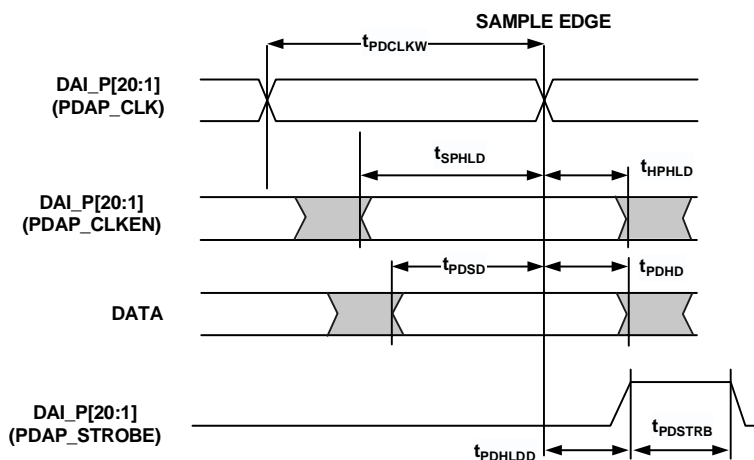 SAMPLE EDGE
tPDCLKW
DAI_P[20:1]
(PDAP_CLK)
tSPHLD
tHPHLD
DAI_P[20:1]
(PDAP_CLKEN)
tPDSD
tPDHD
DATA
DAI_P[20:1]
(PDAP_STROBE)
tPDHLDD
tPDSTRB